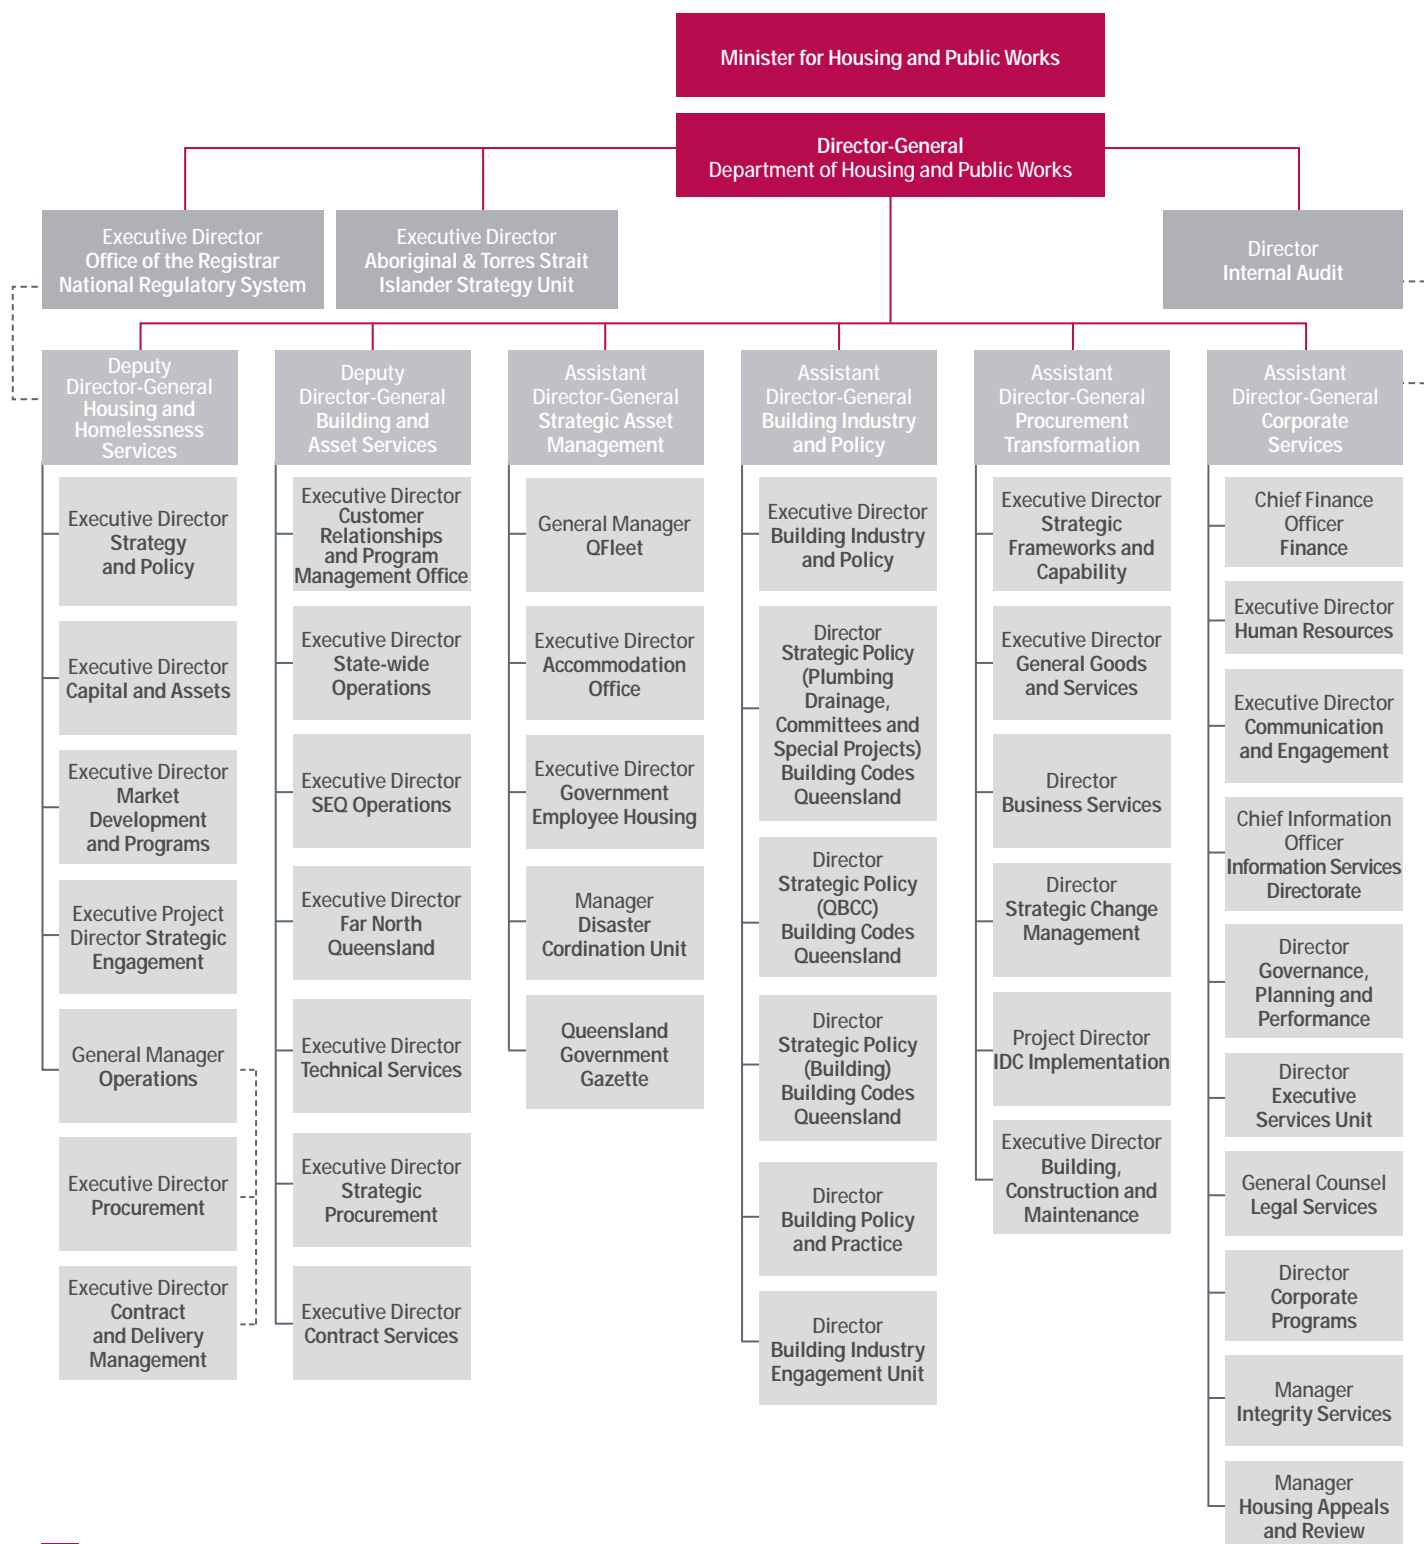 Minister for Housing and Public Works
Director-General
Department of Housing and Public Works
Executive Director
Office of the Registrar
National Regulatory System
Executive Director
Aboriginal & Torres Strait
Islander Strategy Unit
Director
Internal Audit
Deputy
Director-General
Housing and
Homelessness
Services
Executive Director
Strategy
and Policy
Executive Director
Capital and Assets
Executive Director
Market
Development
and Programs
Executive Project
Director Strategic
Engagement
General Manager
Operations
Executive Director
Procurement
Executive Director
Contract
and Delivery
Management
Deputy
Director-General
Building and
Asset Services
Executive Director
Customer
Relationships
and Program
Management Office
Executive Director
State-wide
Operations
Executive Director
SEQ Operations
Executive Director
Far North
Queensland
Executive Director
Technical Services
Executive Director
Strategic
Procurement
Executive Director
Contract Services
Assistant
Director-General
Strategic Asset
Management
General Manager
QFleet
Executive Director
Accommodation
Office
Executive Director
Government
Employee Housing
Manager
Disaster
Cordination Unit
Queensland
Government
Gazette
Assistant
Director-General
Building Industry
and Policy
Executive Director
Building Industry
and Policy
Director
Strategic Policy
(Plumbing
Drainage,
Committees and
Special Projects)
Building Codes
Queensland
Director
Strategic Policy
(QBCC)
Building Codes
Queensland
Director
Strategic Policy
(Building)
Building Codes
Queensland
Director
Building Policy
and Practice
Director
Building Industry
Engagement Unit
Assistant
Director-General
Procurement
Transformation
Executive Director
Strategic
Frameworks and
Capability
Executive Director
General Goods
and Services
Director
Business Services
Director
Strategic Change
Management
Project Director
IDC Implementation
Executive Director
Building,
Construction and
Maintenance
Assistant
Director-General
Corporate
Services
Chief Finance
Officer
Finance
Executive Director
Human Resources
Executive Director
Communication
and Engagement
Chief Information
Officer
Information Services
Directorate
Director
Governance,
Planning and
Performance
Director
Executive
Services Unit
General Counsel
Legal Services
Director
Corporate
Programs
Manager
Integrity Services
Manager
Housing Appeals
and Review